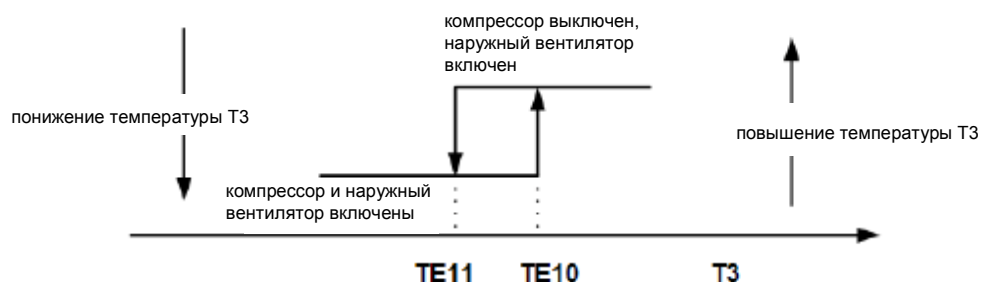 компрессор выключен,
наружный вентилятор
включен
понижение температуры Т3
повышение температуры Т3
компрессор и наружный
вентилятор включены
TE11
TE10
T3